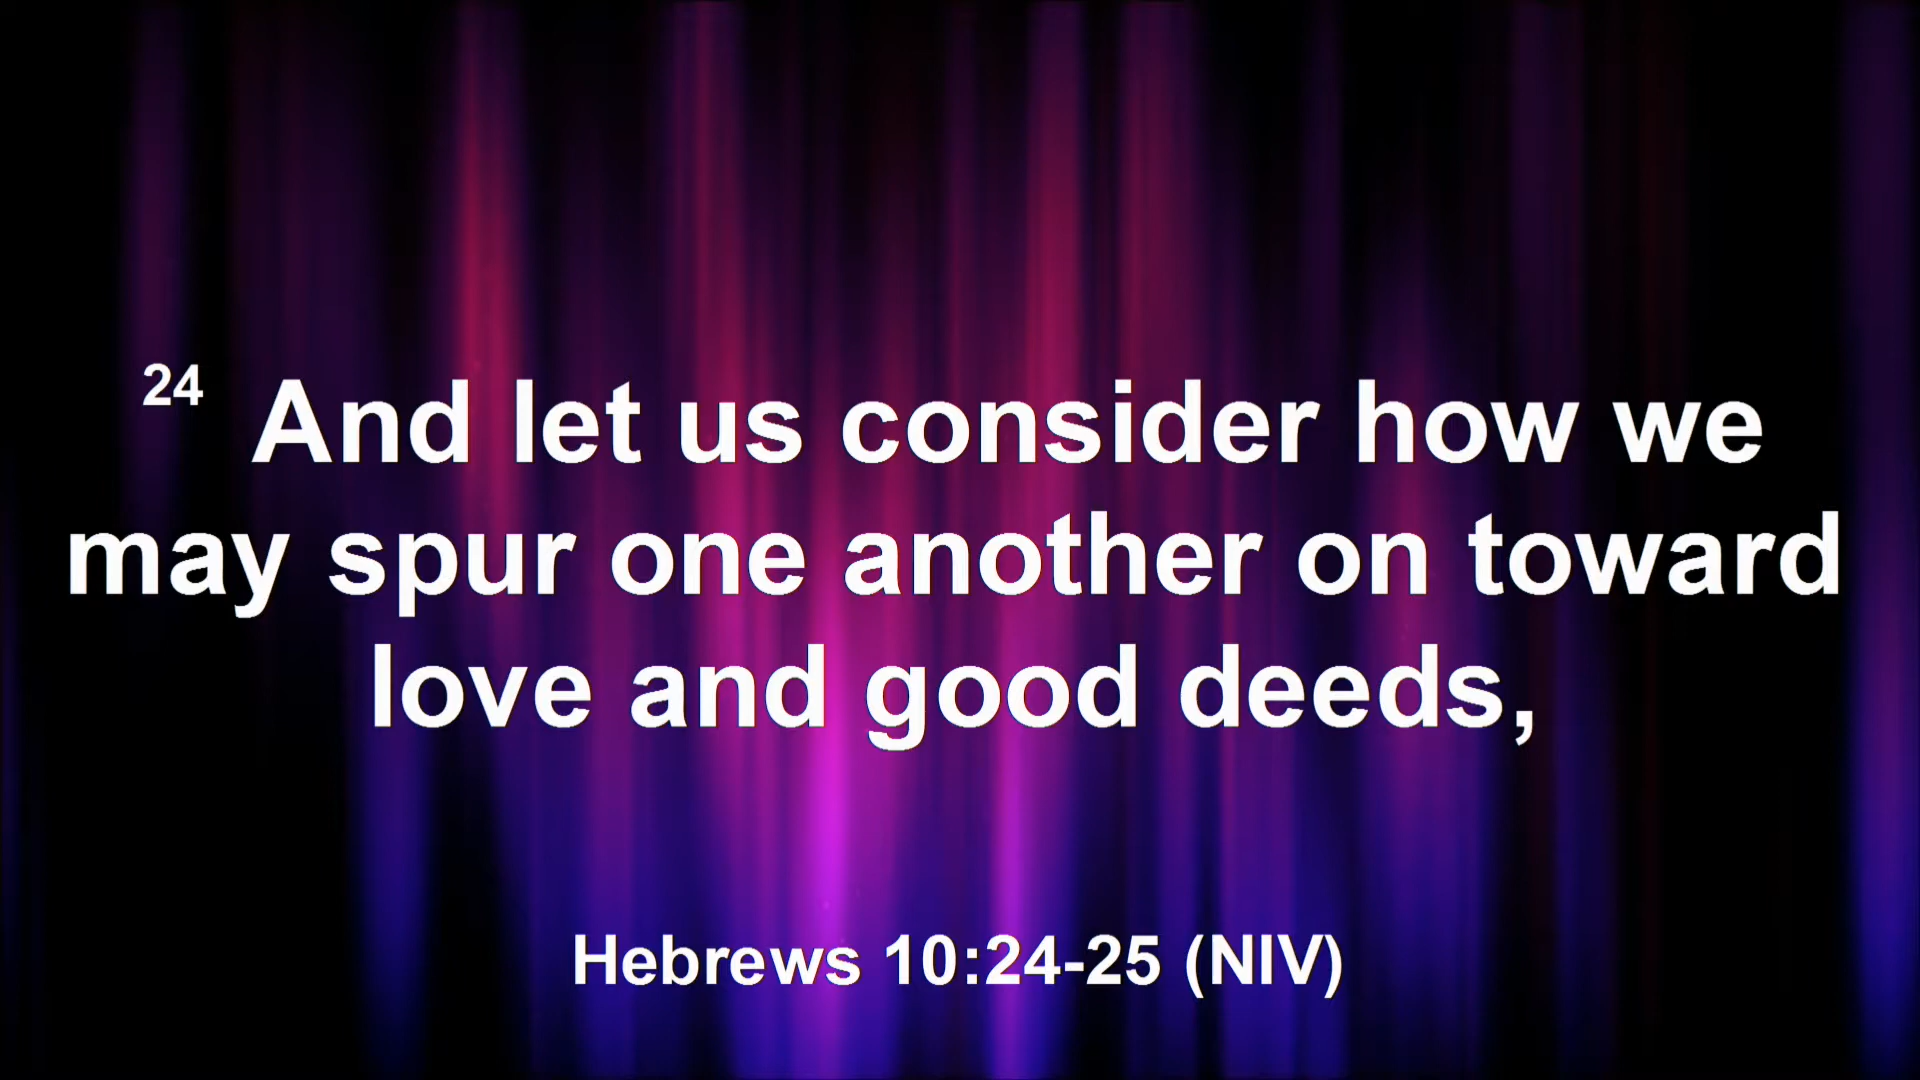 24 And let us consider how we
may spur one another on toward
love and good deeds,
Hebrews 10:24-25 (NIV)